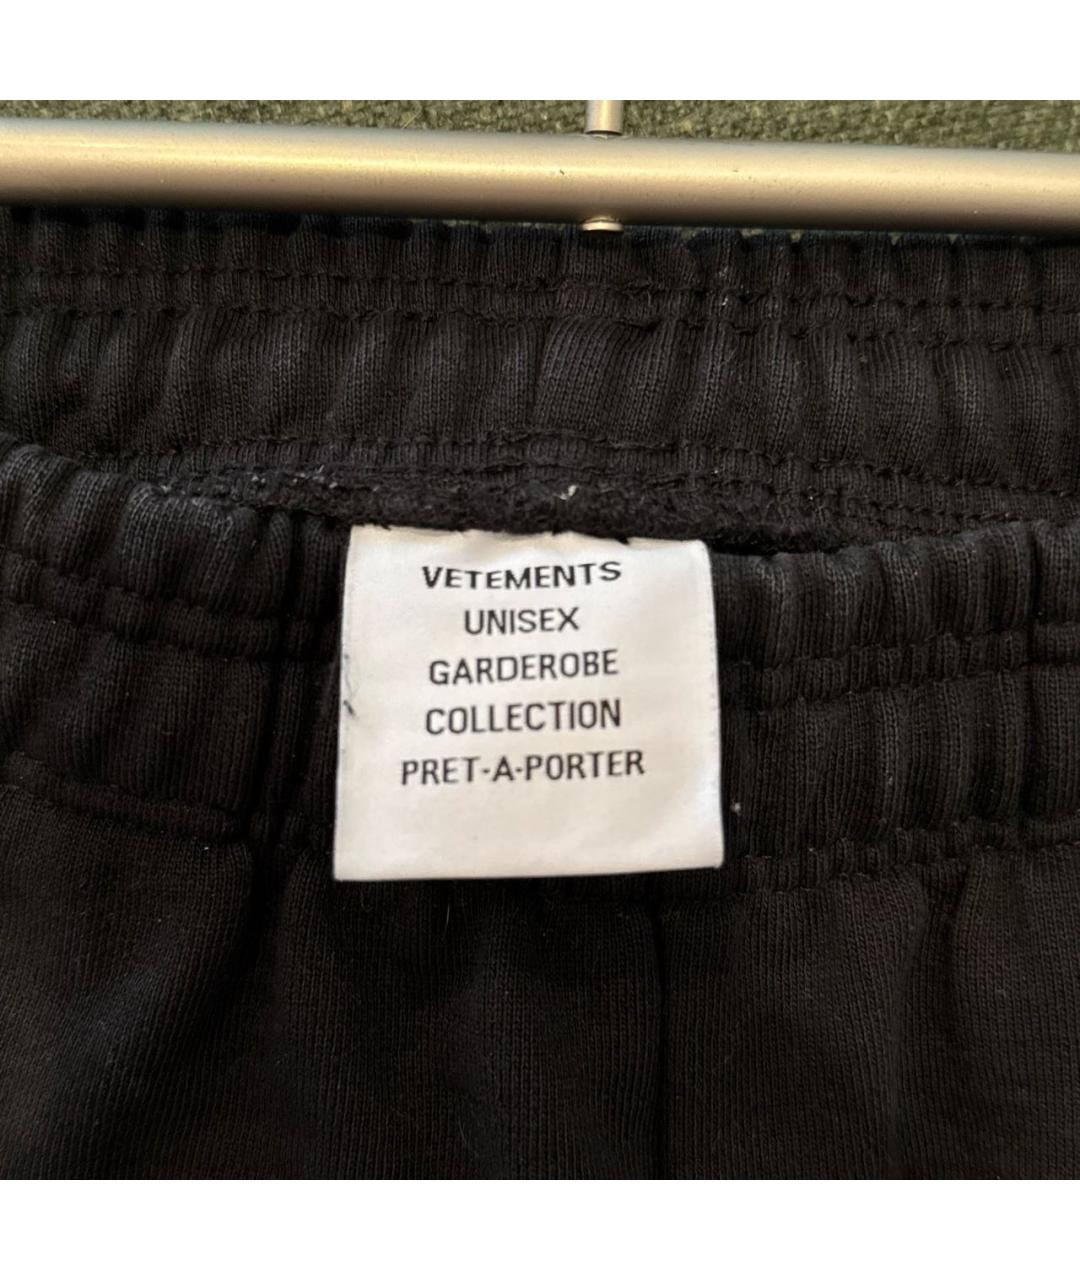 VETEMENTS
UNISEX
GARDEROBE
COLLECTION
PRET-A-PORTER